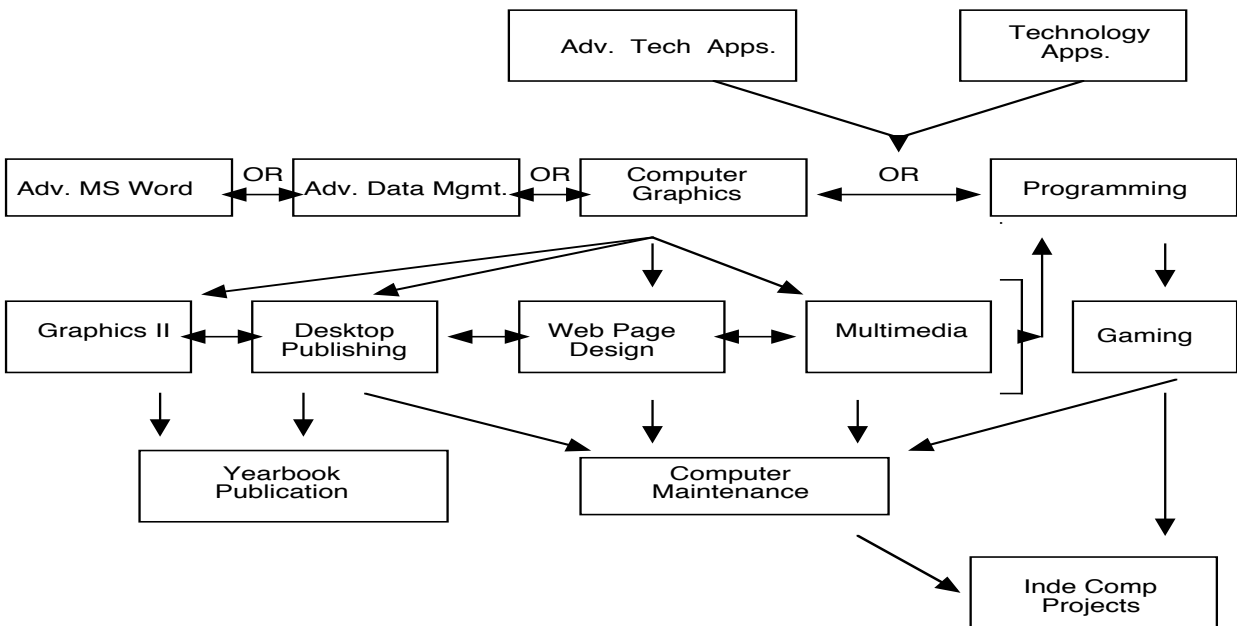 Adv. Tech Apps.
Technology
Apps.
Adv. MS Word
OR
Adv. Data Mgmt.
OR
Computer
Graphics
OR
Programming
Graphics II
Desktop
Publishing
Web Page
Design
Multimedia
Gaming
Yearbook
Publication
Computer
Maintenance
Inde Comp
Projects